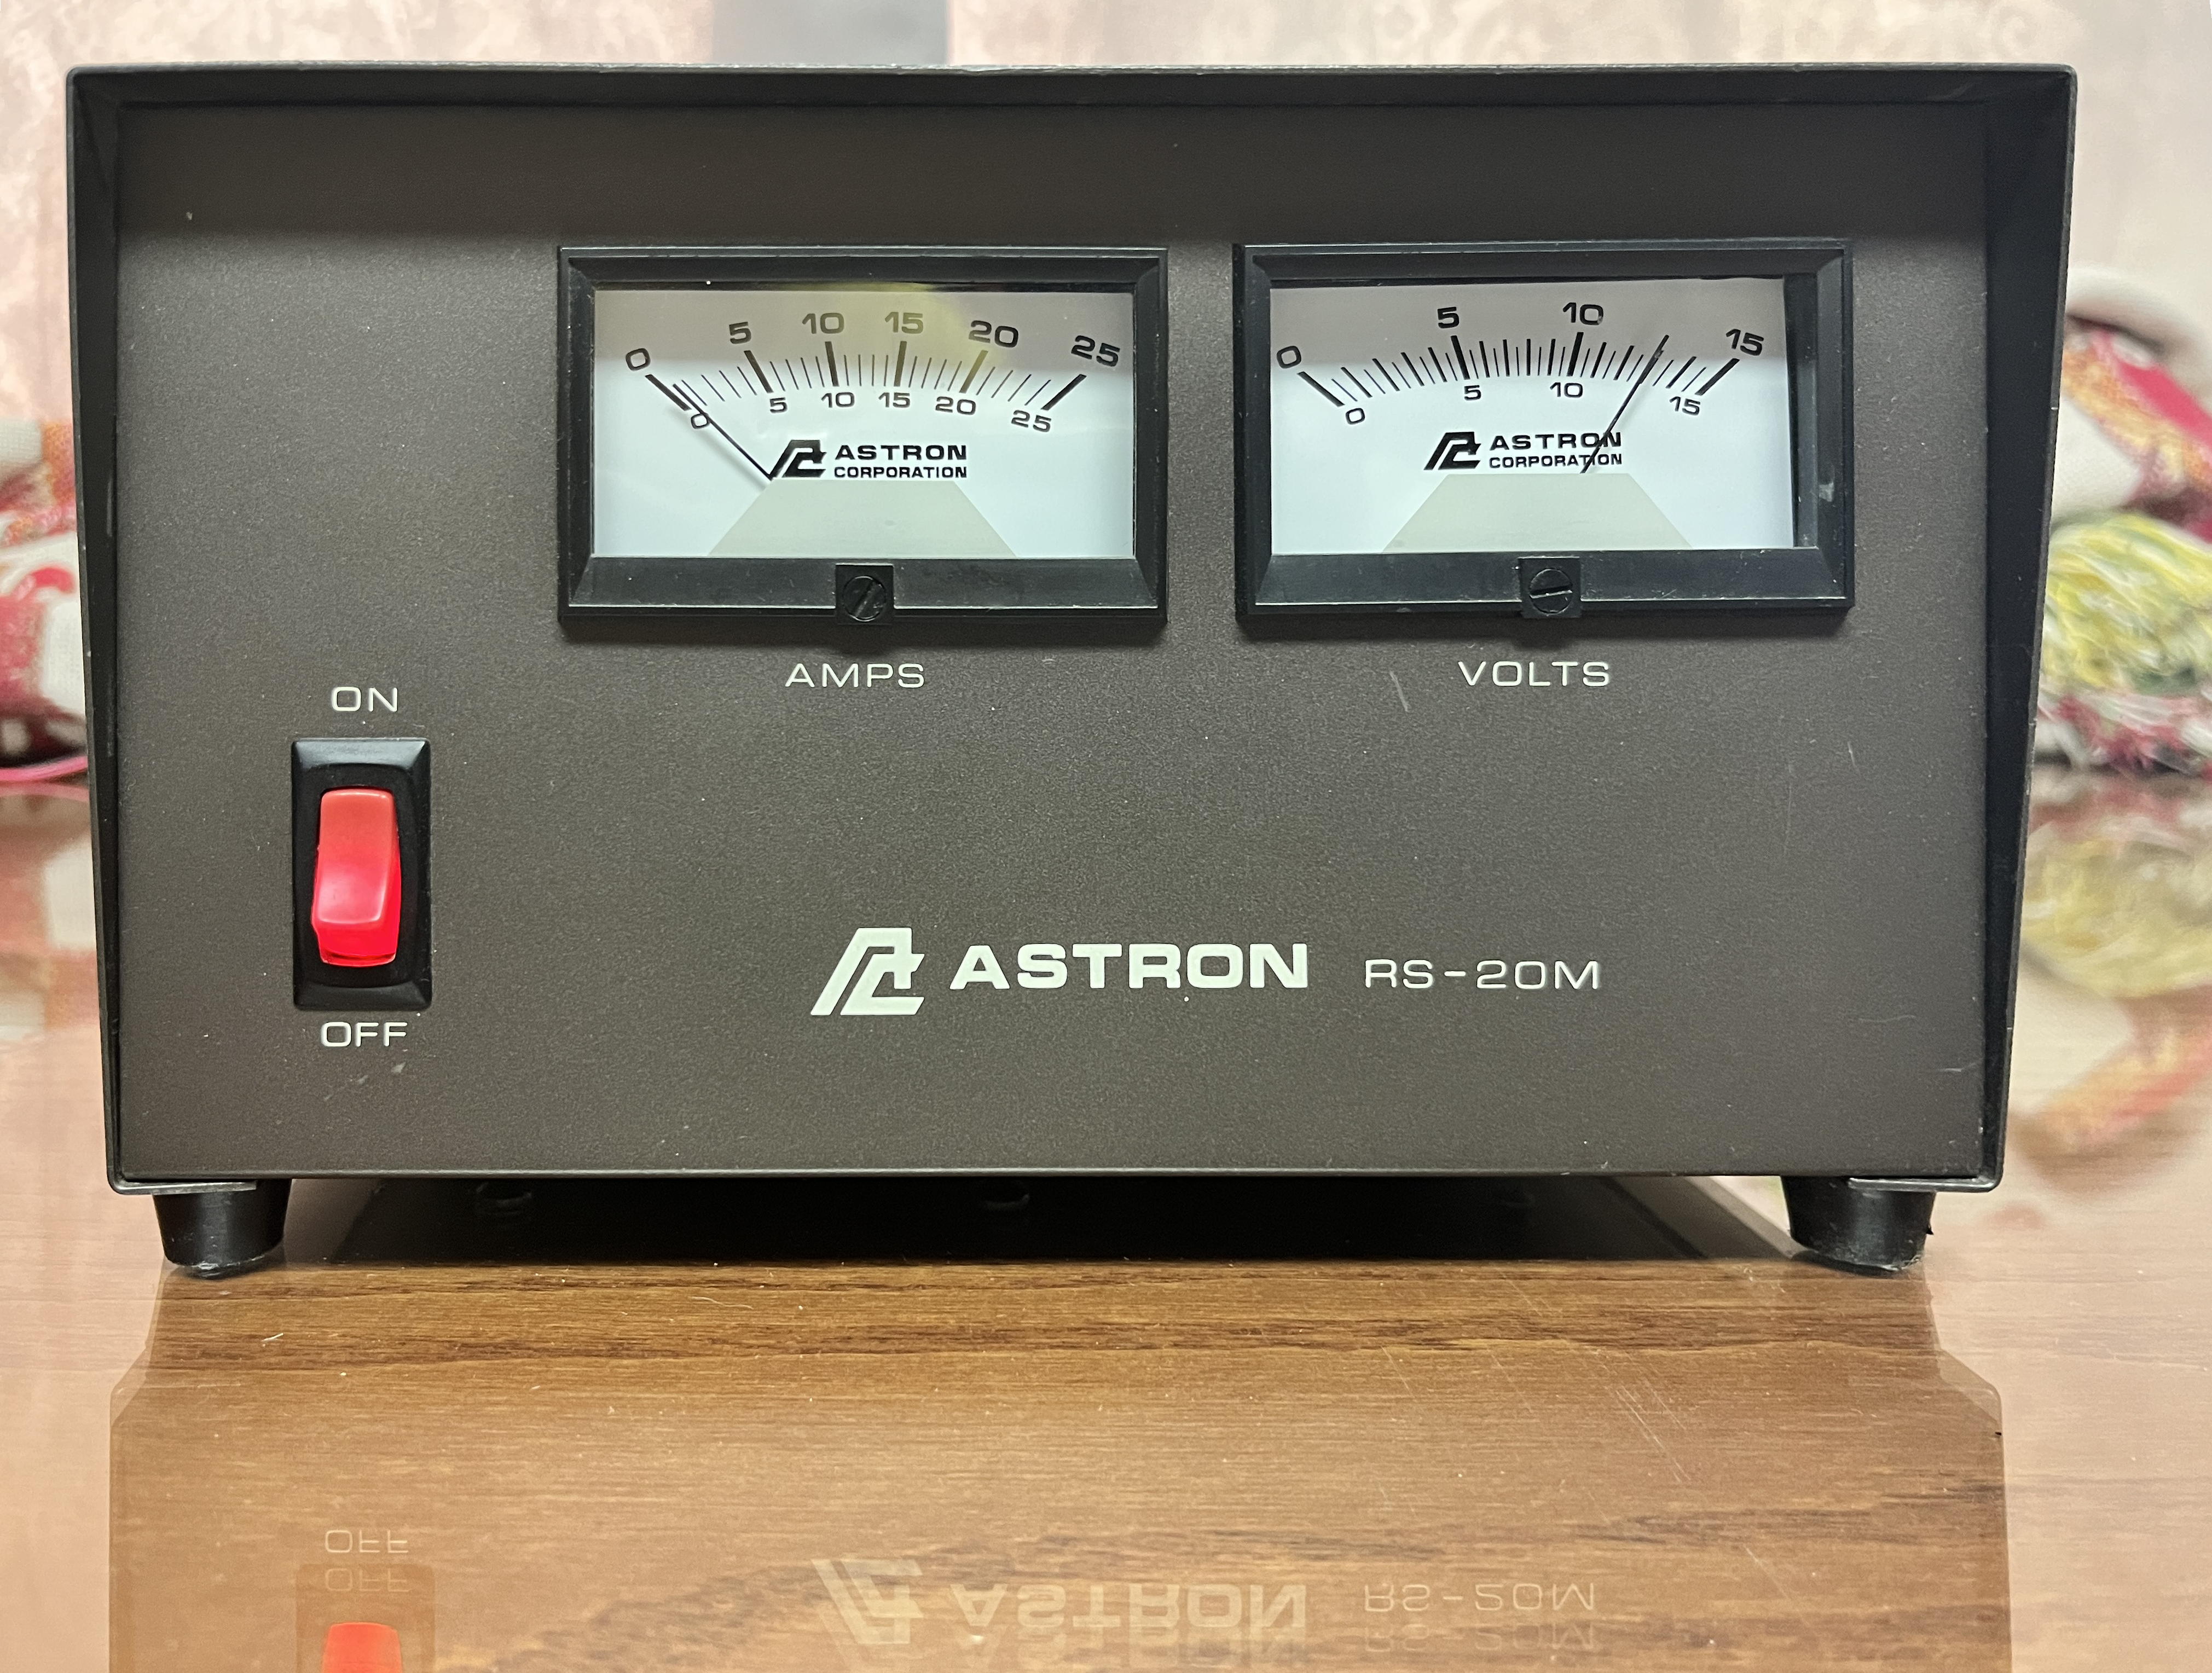 0 5 10 15 20 25
0 5 10 15 20 25
ASTRON
CORPORATION
AMPS
0 5 10 15
0 5 10 15
ASTRON
CORPORATION
VOLTS
ON
OFF
ASTRON RS-20M